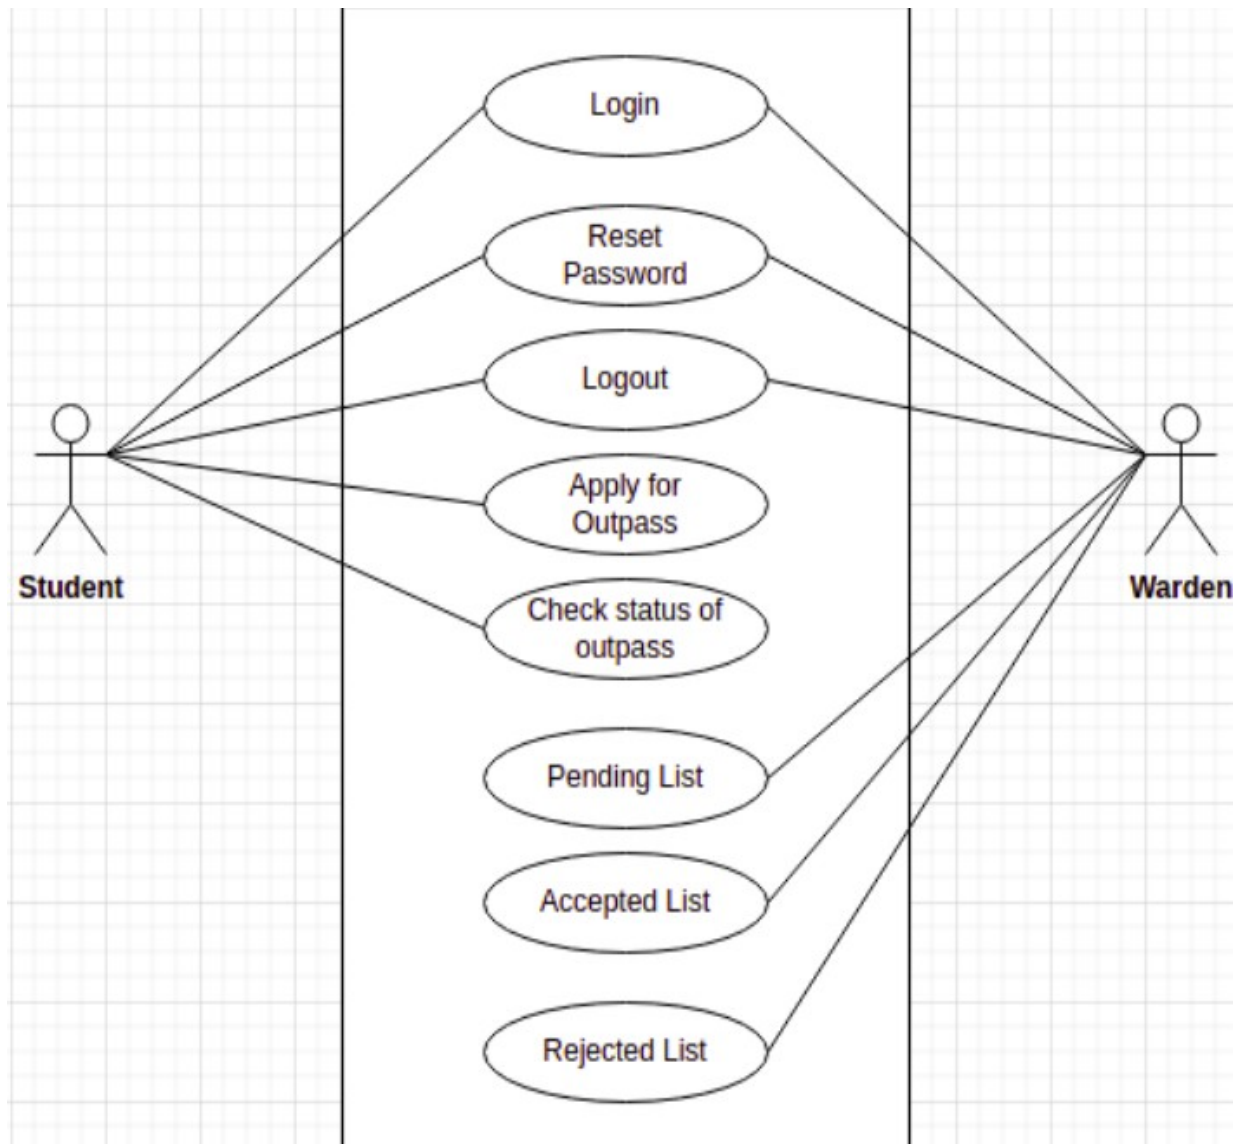 Login
Reset
Password
Logout
Apply for
Outpass
Student
Warden
Check status of
outpass
Pending List
Accepted List
Rejected List